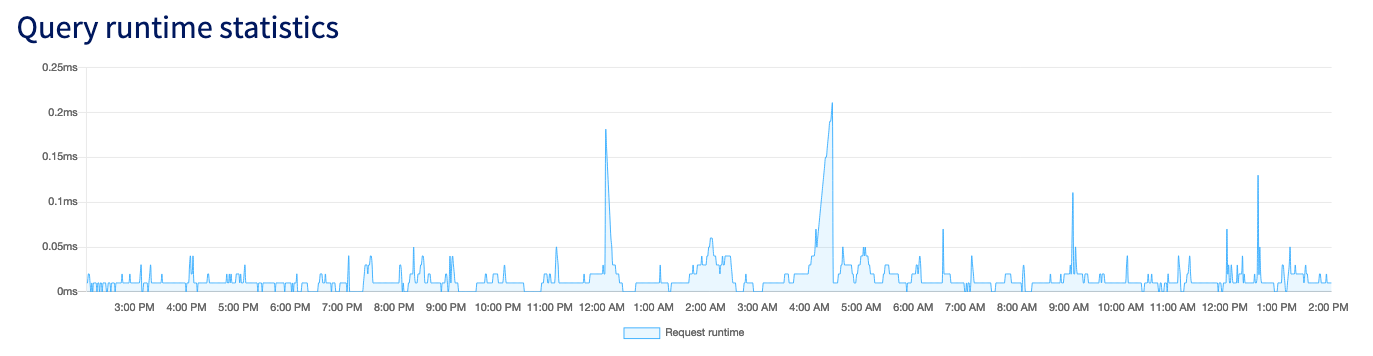 Query runtime statistics
0.25ms
0.2ms
0.15ms
0.1ms
0.05ms
0ms
3:00 PM 4:00 PM 5:00 PM 6:00 PM 7:00 PM 8:00 PM 9:00 PM 10:00 PM 11:00 PM 12:00 AM 1:00 AM 2:00 AM 3:00 AM 4:00 AM 5:00 AM 6:00 AM 7:00 AM 8:00 AM 9:00 AM 10:00 AM 11:00 AM 12:00 PM 1:00 PM 2:00 PM
Request runtime